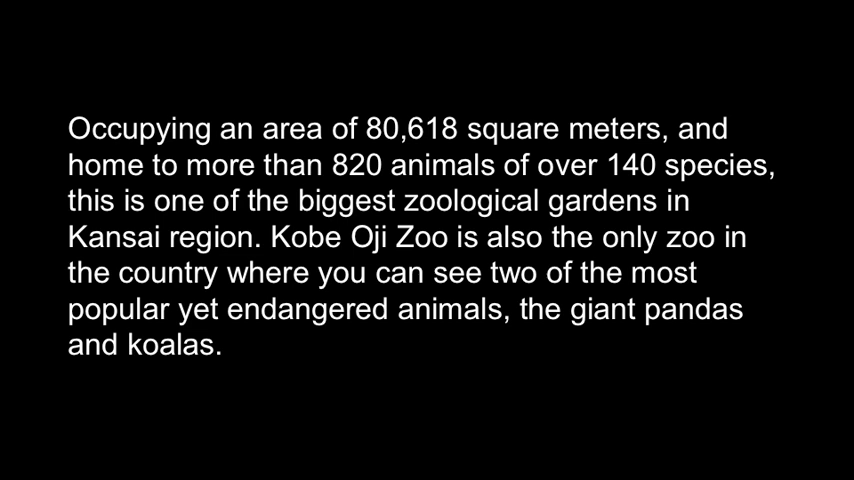 Occupying an area of 80,618 square meters, and
home to more than 820 animals of over 140 species,
this is one of the biggest zoological gardens in
Kansai region. Kobe Oji Zoo is also the only zoo in
the country where you can see two of the most
popular yet endangered animals, the giant pandas
and koalas.